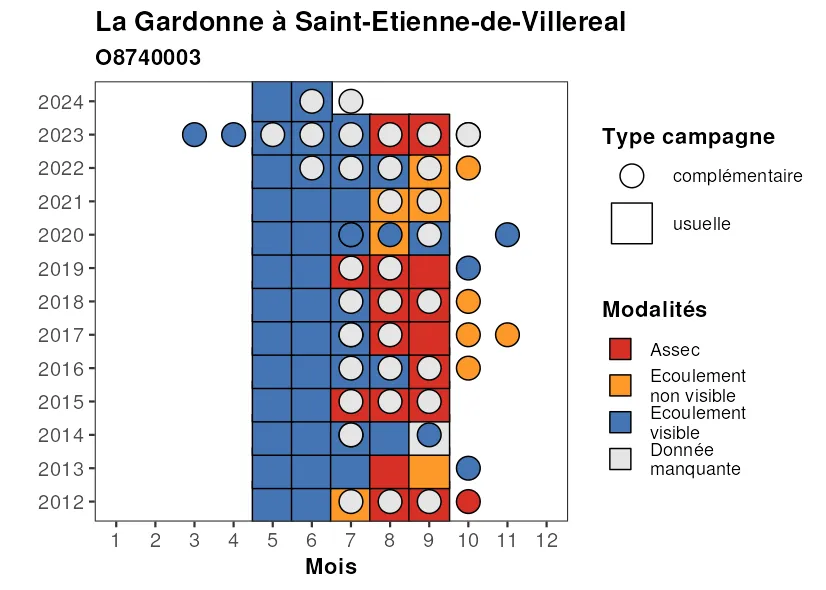 La Gardonne à Saint-Etienne-de-Villereal
O8740003
2024
2023
2022
2021
2020
2019
2018
2017
2016
2015
2014
2013
2012
1 2 3 4 5 6 7 8 9 10 11 12
Mois
Type campagne
complémentaire
usuelle
Modalités
Assec
Ecoulement
non visible
Ecoulement
visible
Donnée
manquante